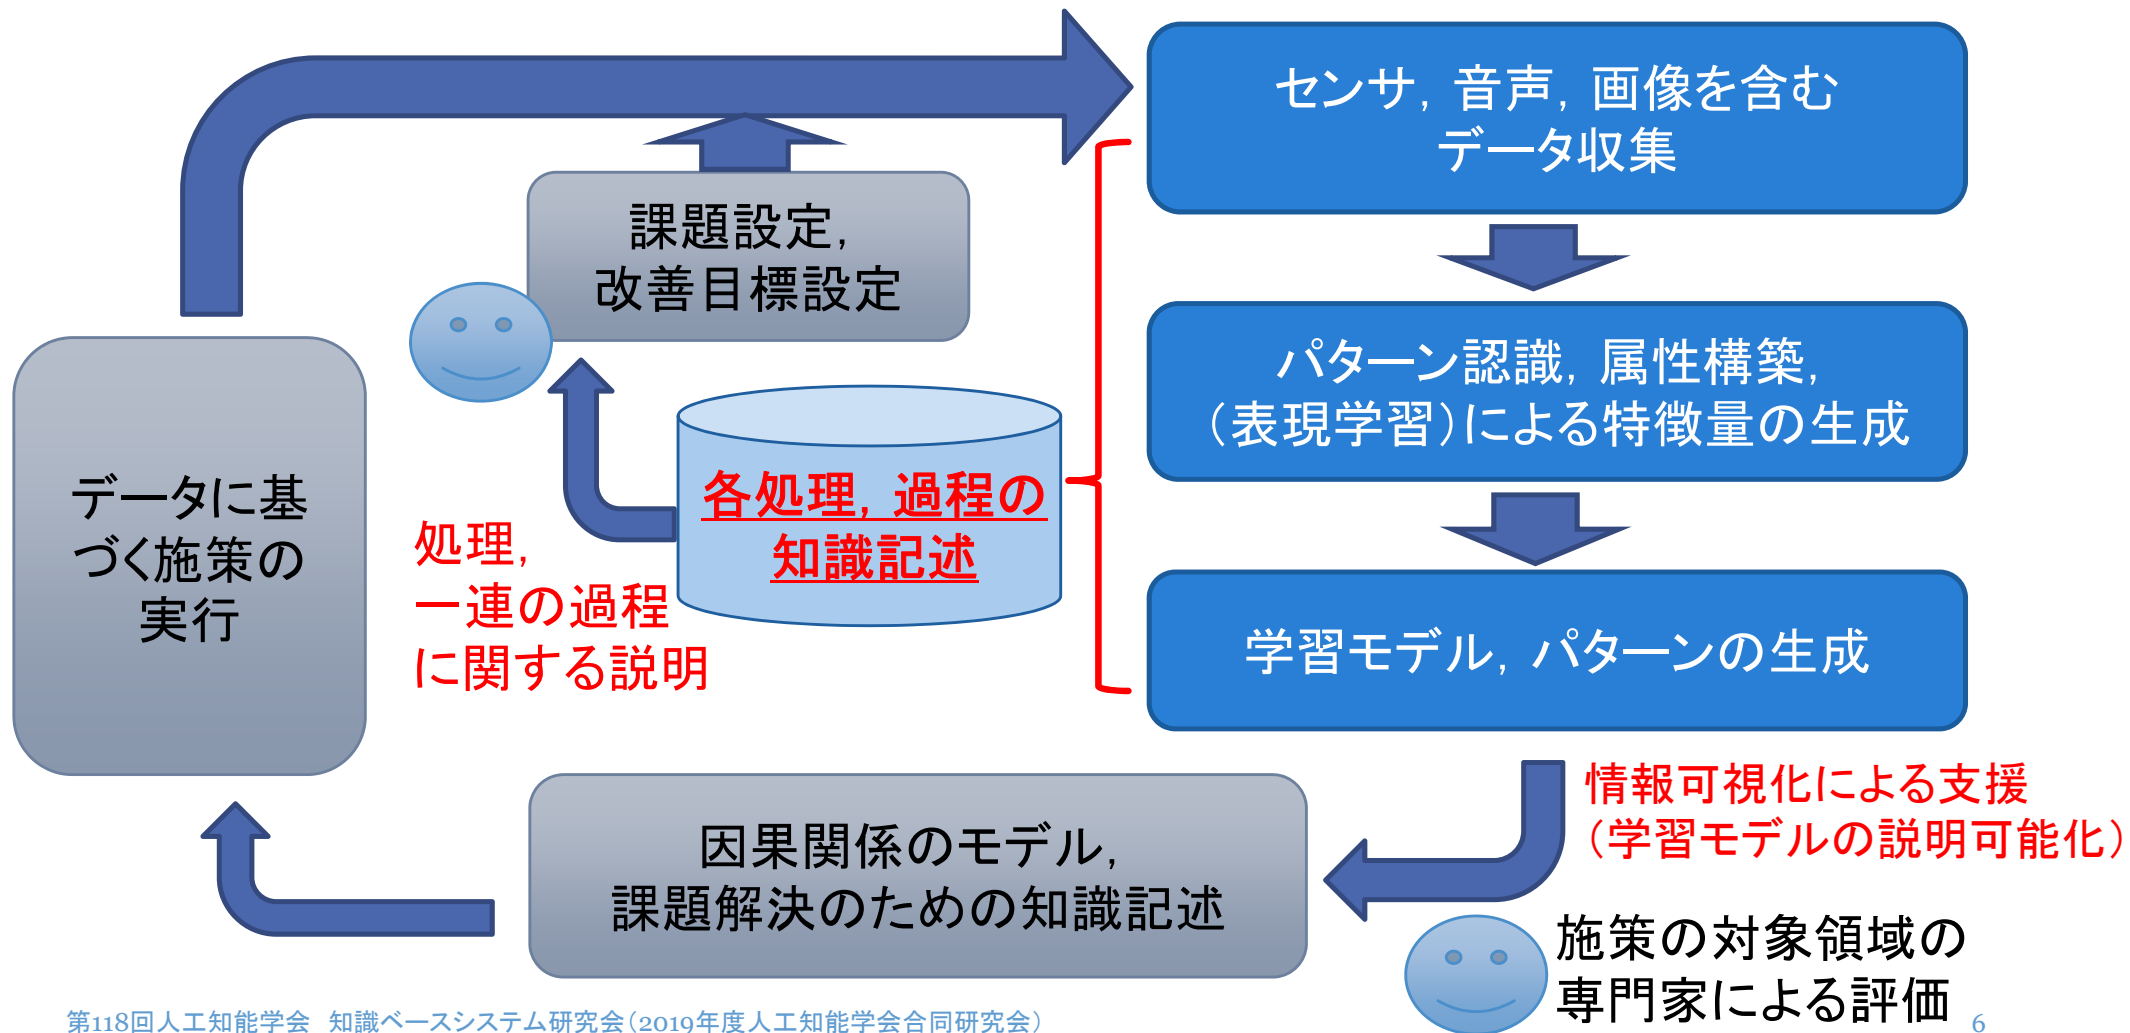 センサ，音声，画像を含む
データ収集
課題設定，
改善目標設定
パターン認識，属性構築，
（表現学習）による特徴量の生成
データに基
づく施策の
実行
各処理，過程の
知識記述
処理，
一連の過程
に関する説明
学習モデル，パターンの生成
情報可視化による支援
（学習モデルの説明可能化）
因果関係のモデル，
課題解決のための知識記述
施策の対象領域の
専門家による評価
第118回人工知能学会　知識ベースシステム研究会（2019年度人工知能学会合同研究会）
6